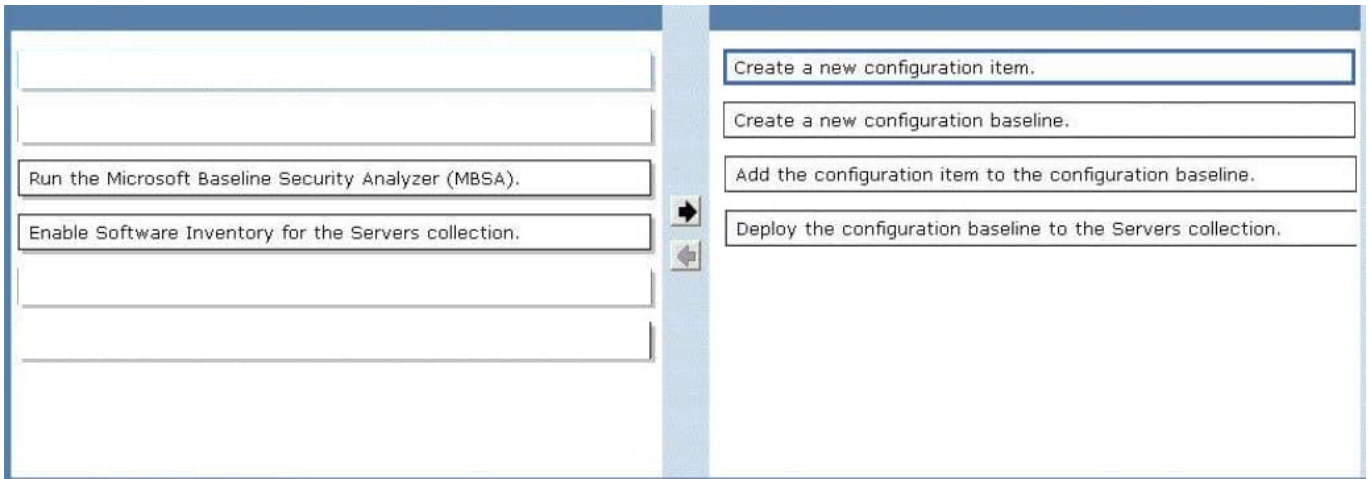 Run the Microsoft Baseline Security Analyzer (MBSA).
Enable Software Inventory for the Servers collection.
Create a new configuration item.
Create a new configuration baseline.
Add the configuration item to the configuration baseline.
Deploy the configuration baseline to the Servers collection.